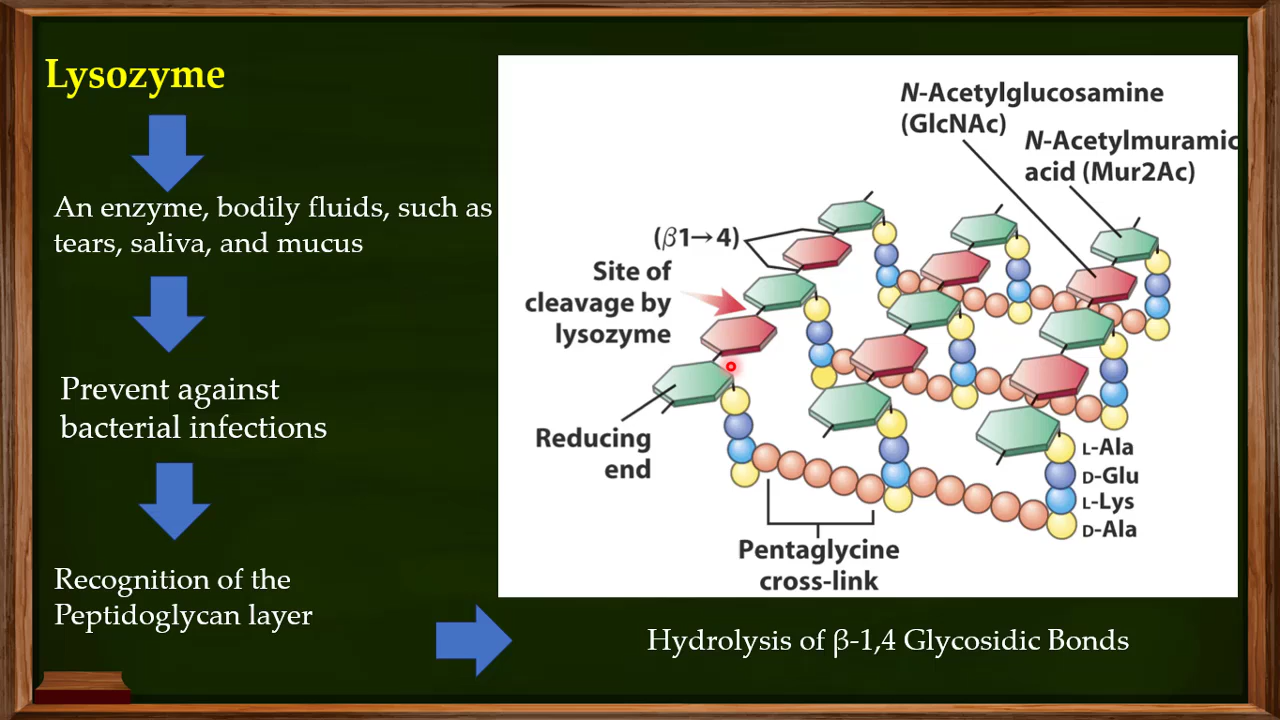 Lysozyme
An enzyme, bodily fluids, such as
tears, saliva, and mucus
Prevent against
bacterial infections
Recognition of the
Peptidoglycan layer
N-Acetylglucosamine
(GlcNAc)
N-Acetylmuramic
acid (Mur2Ac)
(β1→4)
Site of
cleavage by
lysozyme
Reducing
end
L-Ala
D-Glu
L-Lys
D-Ala
Pentaglycine
cross-link
Hydrolysis of β-1,4 Glycosidic Bonds